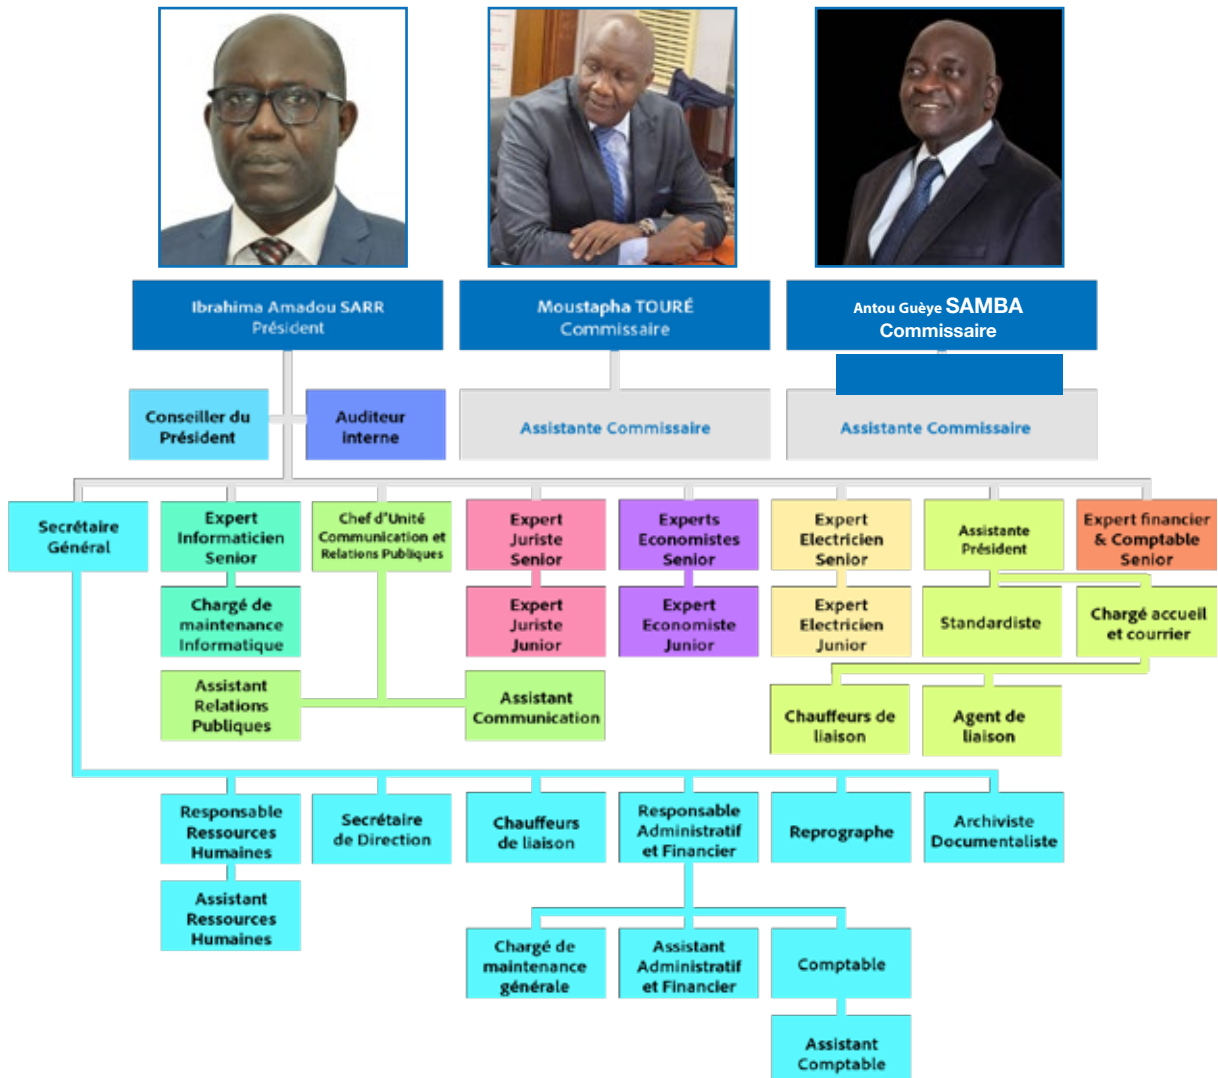 Ibrahima Amadou SARR
Président
Moustapha TOURÉ
Commissaire
Antou Guèye SAMBA
Commissaire
Conseiller du
Président
Auditeur
interne
Assistante Commissaire
Assistante Commissaire
Secrétaire
Général
Expert
Informaticien
Senior
Chef d'Unité
Communication et
Relations Publiques
Expert
Juriste
Senior
Experts
Economistes
Senior
Expert
Electricien
Senior
Assistante
Président
Expert financier
& Comptable
Senior
Chargé de
maintenance
Informatique
Expert
Juriste
Junior
Expert
Economiste
Junior
Expert
Electricien
Junior
Standardiste
Chargé accueil
et courrier
Assistant
Relations
Publiques
Assistant
Communication
Chauffeurs de
liaison
Agent de
liaison
Responsable
Ressources
Humaines
Secrétaire
de Direction
Chauffeurs
de liaison
Responsable
Administratif
et Financier
Reprographe
Archiviste
Documentaliste
Assistant
Ressources
Humaines
Chargé de
maintenance
générale
Assistant
Administratif
et Financier
Comptable
Assistant
Comptable